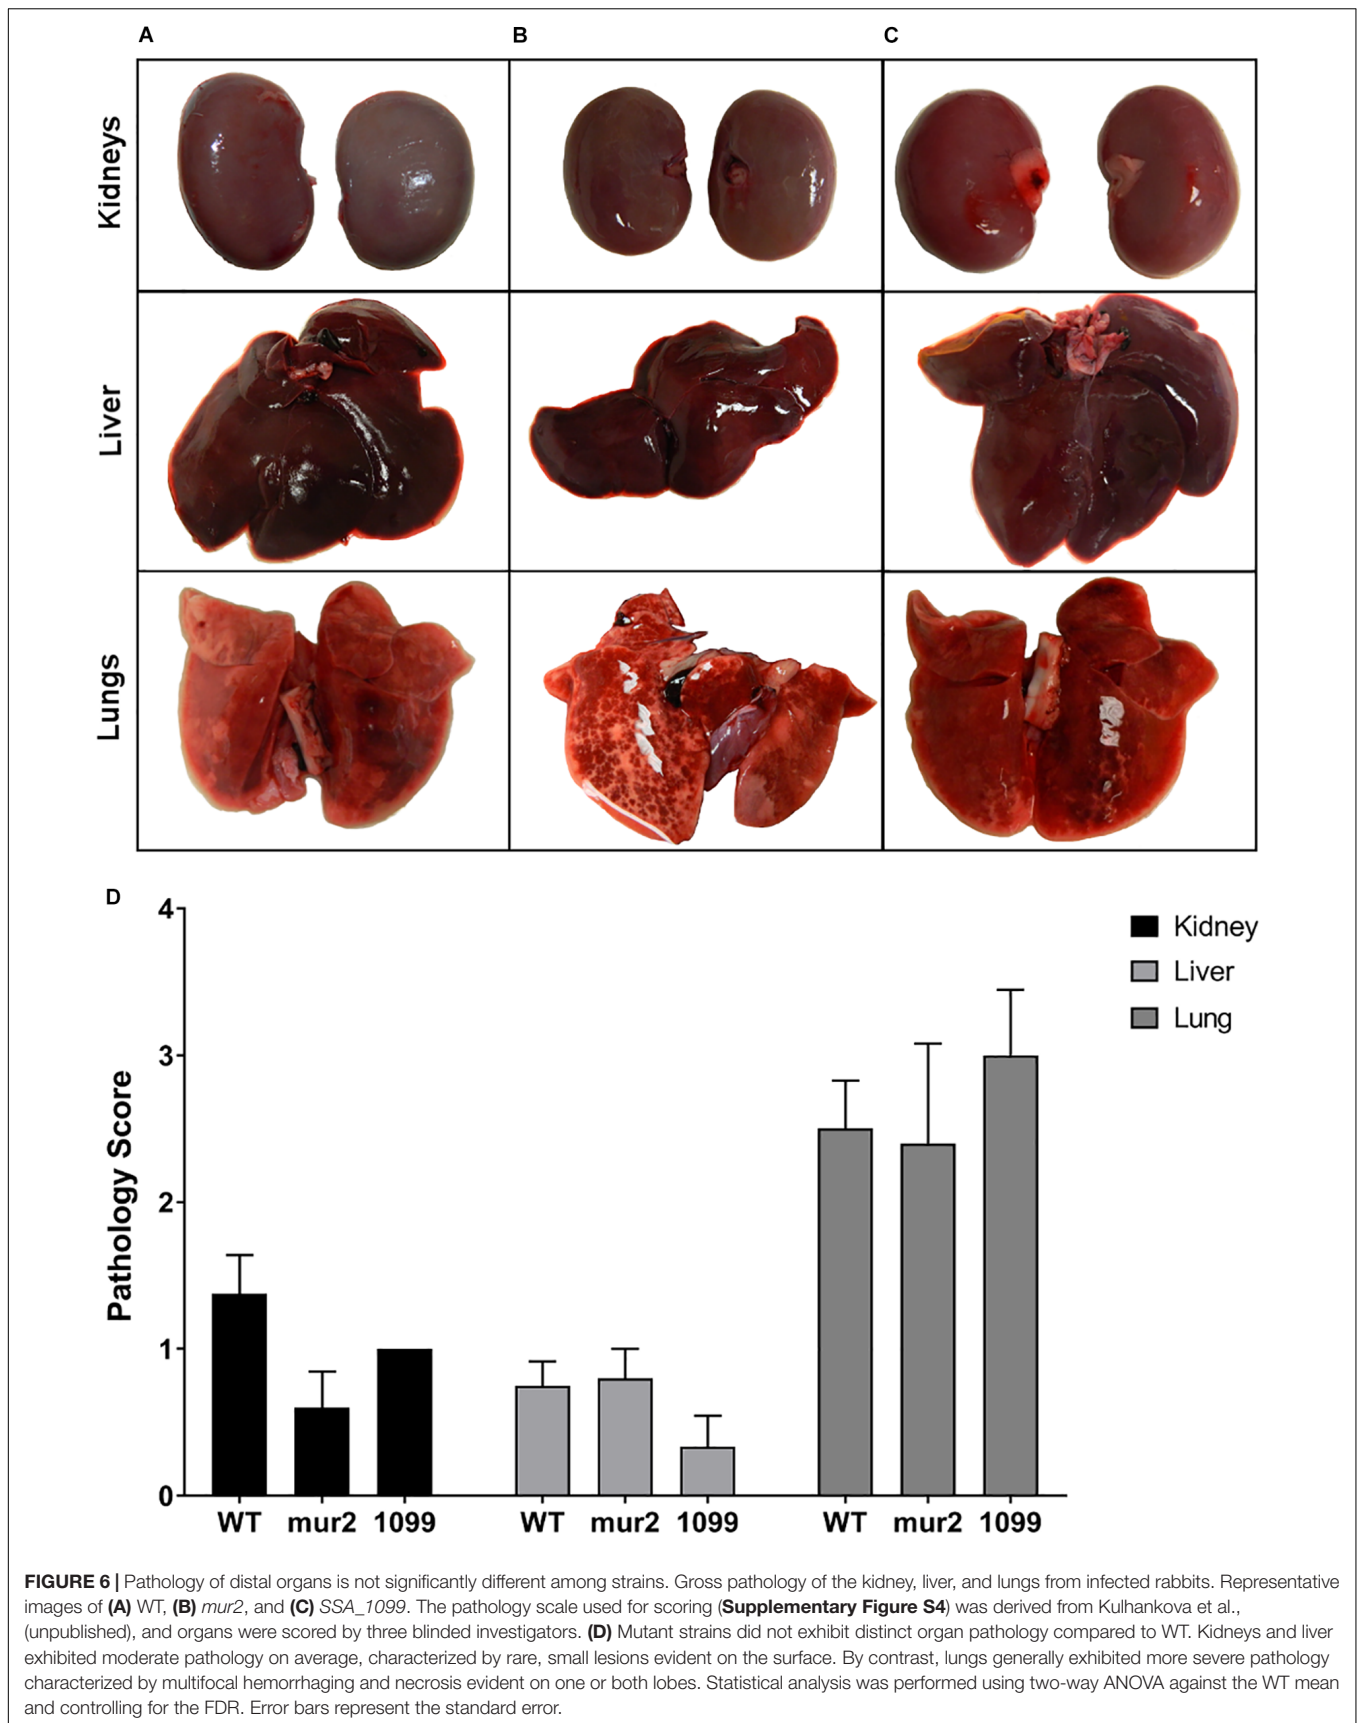 A
B
C
Kidneys
Liver
Lungs
D
4
3
2
1
0
Pathology Score
Kidney
Liver
Lung
WT mur2 1099 WT mur2 1099 WT mur2 1099
FIGURE 6 | Pathology of distal organs is not significantly different among strains. Gross pathology of the kidney, liver, and lungs from infected rabbits. Representative
images of (A) WT, (B) mur2, and (C) SSA_1099. The pathology scale used for scoring (Supplementary Figure S4) was derived from Kulhankova et al.,
(unpublished), and organs were scored by three blinded investigators. (D) Mutant strains did not exhibit distinct organ pathology compared to WT. Kidneys and liver
exhibited moderate pathology on average, characterized by rare, small lesions evident on the surface. By contrast, lungs generally exhibited more severe pathology
characterized by multifocal hemorrhaging and necrosis evident on one or both lobes. Statistical analysis was performed using two-way ANOVA against the WT mean
and controlling for the FDR. Error bars represent the standard error.